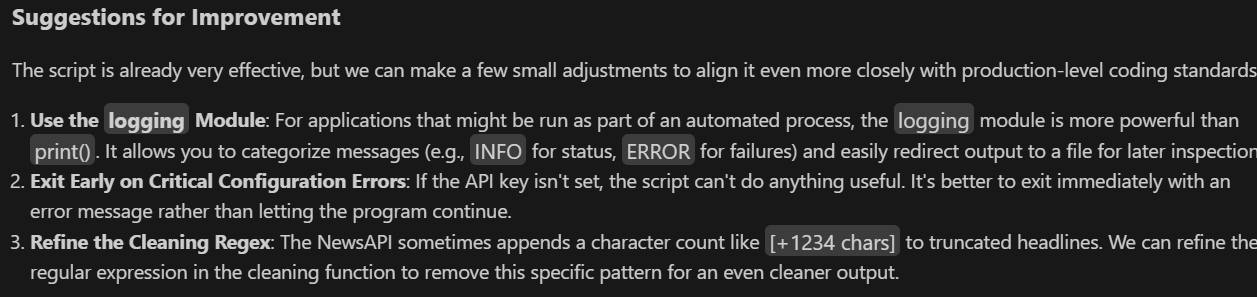 Suggestions for Improvement
The script is already very effective, but we can make a few small adjustments to align it even more closely with production-level coding standards
1. Use the logging Module: For applications that might be run as part of an automated process, the logging module is more powerful than
print(). It allows you to categorize messages (e.g., INFO for status, ERROR for failures) and easily redirect output to a file for later inspection
2. Exit Early on Critical Configuration Errors: If the API key isn't set, the script can't do anything useful. It's better to exit immediately with an
error message rather than letting the program continue.
3. Refine the Cleaning Regex: The NewsAPI sometimes appends a character count like [+1234 chars] to truncated headlines. We can refine the
regular expression in the cleaning function to remove this specific pattern for an even cleaner output.